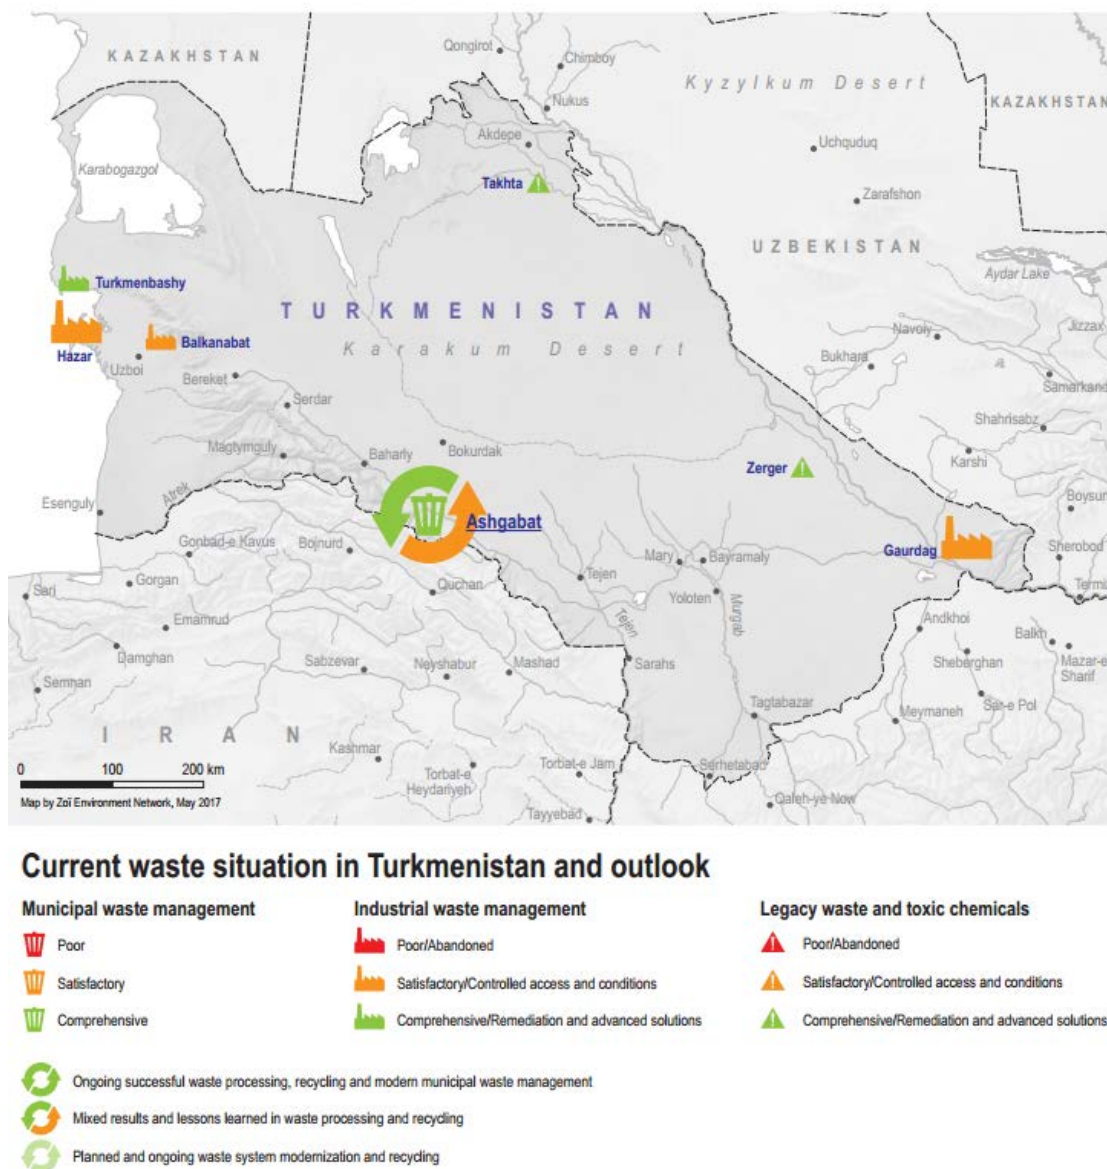 KAZAKHSTAN
Qongirot
Chimboy
Kyzylkum Desert
KAZAKHSTAN
Nukus
Karabogazgol
Akdepe
Uchquduq
Takhta
Zarafshon
UZBEKISTAN
Aydar Lake
Turkmenbashy
TURKMENISTAN
Karakum Desert
Hazar
Balkanabat
Uzboi
Bereket
Navoiy
Jizzax
Bukhara
Samarkand
Serdar
Shahrisabz
Magtymguly
Baharly
Bokurdak
Karshi
Zerger
Atrek
Esenguly
Ashgabat
Boysun
Gonbad-e Kavus
Bojnurd
Gaurdag
Mary
Bayramaly
Sherobod
Gorgan
Quchan
Tejen
Yoloten
Sari
Termiz
Emamrud
Tejen
Murgab
Andkhoi
Balkh
Damghan
Sabzevar
Neyshabur
Mashad
Sarahs
Sheberghan
Mazar-e
Sharif
Semnan
Sar-e Pol
Tagtabazar
Meymaneh
IRAN
Kashmar
Torbat-e
Heydariyeh
Torbat-e Jam
Serhetabad
Tayyebad
Qaleh-ye Now
0 100 200 km
Map by Zoï Environment Network, May 2017
Current waste situation in Turkmenistan and outlook
Municipal waste management
Poor
Satisfactory
Comprehensive
Industrial waste management
Poor/Abandoned
Satisfactory/Controlled access and conditions
Comprehensive/Remediation and advanced solutions
Legacy waste and toxic chemicals
Poor/Abandoned
Satisfactory/Controlled access and conditions
Comprehensive/Remediation and advanced solutions
Ongoing successful waste processing, recycling and modern municipal waste management
Mixed results and lessons learned in waste processing and recycling
Planned and ongoing waste system modernization and recycling